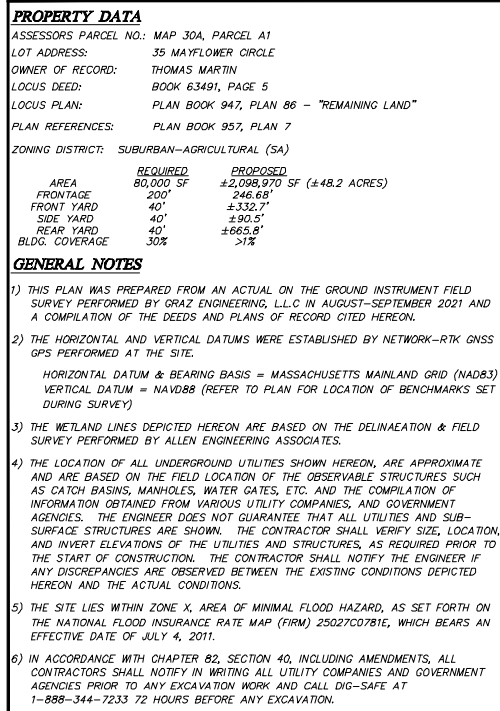 PROPERTY DATA
ASSESSORS PARCEL NO.: MAP 30A, PARCEL A1
LOT ADDRESS: 35 MAYFLOWER CIRCLE
OWNER OF RECORD: THOMAS MARTIN
LOCUS DEED: BOOK 63491, PAGE 5
LOCUS PLAN: PLAN BOOK 947, PLAN 86 – "REMAINING LAND"
PLAN REFERENCES: PLAN BOOK 957, PLAN 7
ZONING DISTRICT: SUBURBAN–AGRICULTURAL (SA)
REQUIRED PROPOSED
AREA 80,000 SF ±2,098,970 SF (±48.2 ACRES)
FRONTAGE 200' 246.68'
FRONT YARD 40' ±332.7'
SIDE YARD 40' ±90.5'
REAR YARD 40' ±665.8'
BLDG. COVERAGE 30% >1%
GENERAL NOTES
1) THIS PLAN WAS PREPARED FROM AN ACTUAL ON THE GROUND INSTRUMENT FIELD
SURVEY PERFORMED BY GRAZ ENGINEERING, L.L.C IN AUGUST–SEPTEMBER 2021 AND
A COMPILATION OF THE DEEDS AND PLANS OF RECORD CITED HEREON.
2) THE HORIZONTAL AND VERTICAL DATUMS WERE ESTABLISHED BY NETWORK–RTK GNSS
GPS PERFORMED AT THE SITE.
HORIZONTAL DATUM & BEARING BASIS = MASSACHUSETTS MAINLAND GRID (NAD83)
VERTICAL DATUM = NAVD88 (REFER TO PLAN FOR LOCATION OF BENCHMARKS SET
DURING SURVEY)
3) THE WETLAND LINES DEPICTED HEREON ARE BASED ON THE DELINAEATION & FIELD
SURVEY PERFORMED BY ALLEN ENGINEERING ASSOCIATES.
4) THE LOCATION OF ALL UNDERGROUND UTILITIES SHOWN HEREON, ARE APPROXIMATE
AND ARE BASED ON THE FIELD LOCATION OF THE OBSERVABLE STRUCTURES SUCH
AS CATCH BASINS, MANHOLES, WATER GATES, ETC. AND THE COMPILATION OF
INFORMATION OBTAINED FROM VARIOUS UTILITY COMPANIES, AND GOVERNMENT
AGENCIES. THE ENGINEER DOES NOT GUARANTEE THAT ALL UTILITIES AND SUB–
SURFACE STRUCTURES ARE SHOWN. THE CONTRACTOR SHALL VERIFY SIZE, LOCATION,
AND INVERT ELEVATIONS OF THE UTILITIES AND STRUCTURES, AS REQUIRED PRIOR TO
THE START OF CONSTRUCTION. THE CONTRACTOR SHALL NOTIFY THE ENGINEER IF
ANY DISCREPANCIES ARE OBSERVED BETWEEN THE EXISTING CONDITIONS DEPICTED
HEREON AND THE ACTUAL CONDITIONS.
5) THE SITE LIES WITHIN ZONE X, AREA OF MINIMAL FLOOD HAZARD, AS SET FORTH ON
THE NATIONAL FLOOD INSURANCE RATE MAP (FIRM) 25027C0781E, WHICH BEARS AN
EFFECTIVE DATE OF JULY 4, 2011.
6) IN ACCORDANCE WITH CHAPTER 82, SECTION 40, INCLUDING AMENDMENTS, ALL
CONTRACTORS SHALL NOTIFY IN WRITING ALL UTILITY COMPANIES AND GOVERNMENT
AGENCIES PRIOR TO ANY EXCAVATION WORK AND CALL DIG–SAFE AT
1–888–344–7233 72 HOURS BEFORE ANY EXCAVATION.